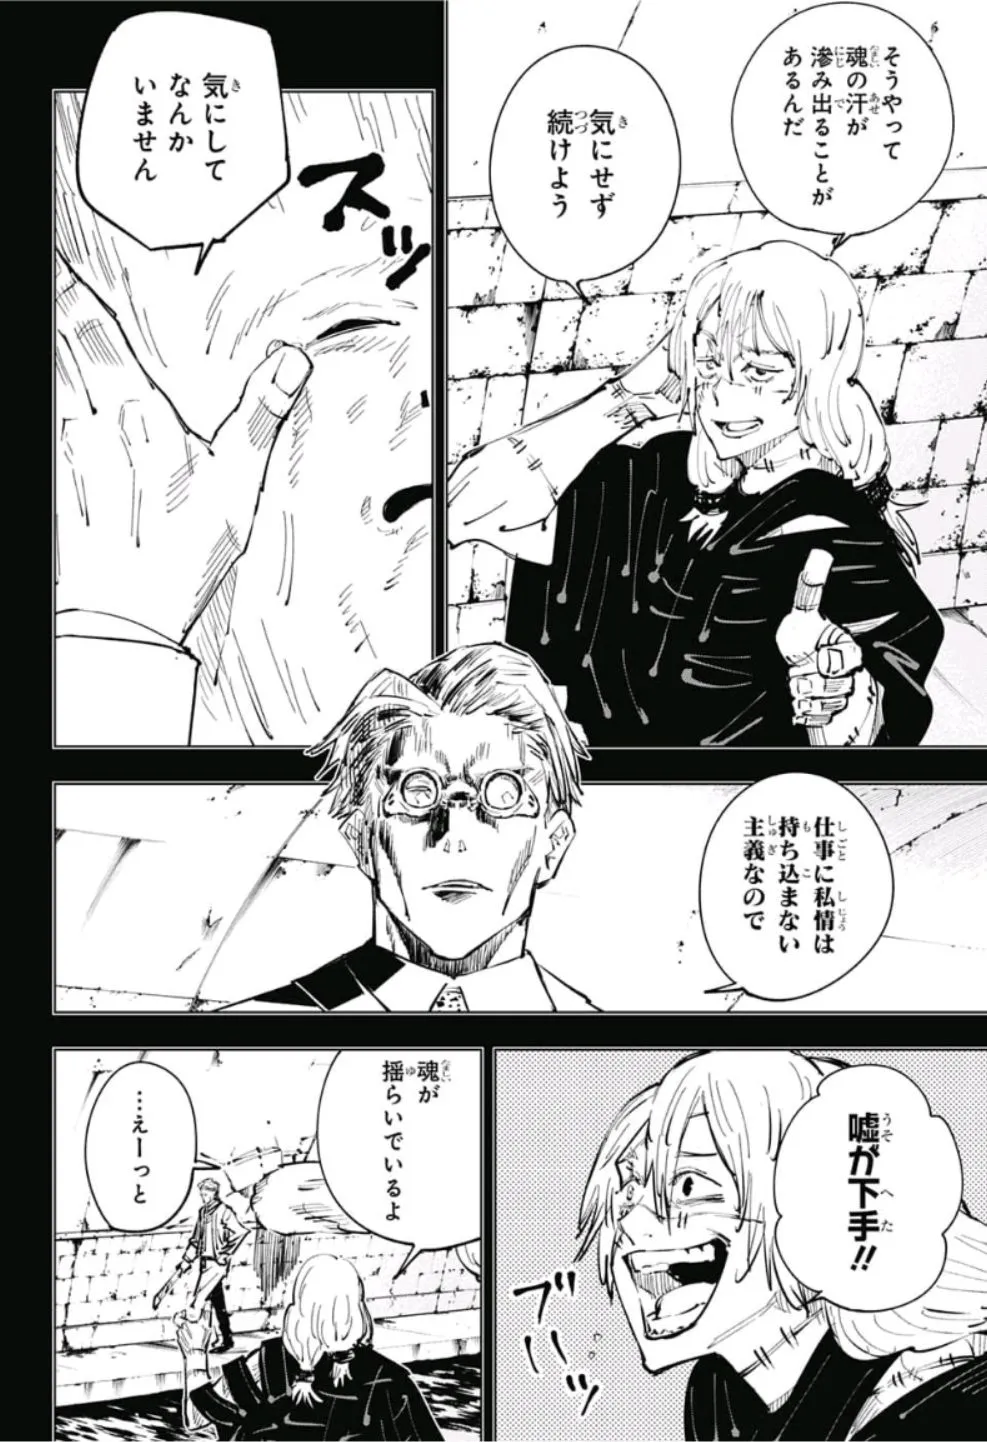 そうやって
魂の汗が
滲み出ることが
あるんだ
気にせず
続けよう
スッ
気にして
なんか
いません
仕事に私情は
持ち込まない
主義なので
嘘が下手!!
ブハッ
魂が
揺らいでいるよ
…えーっと